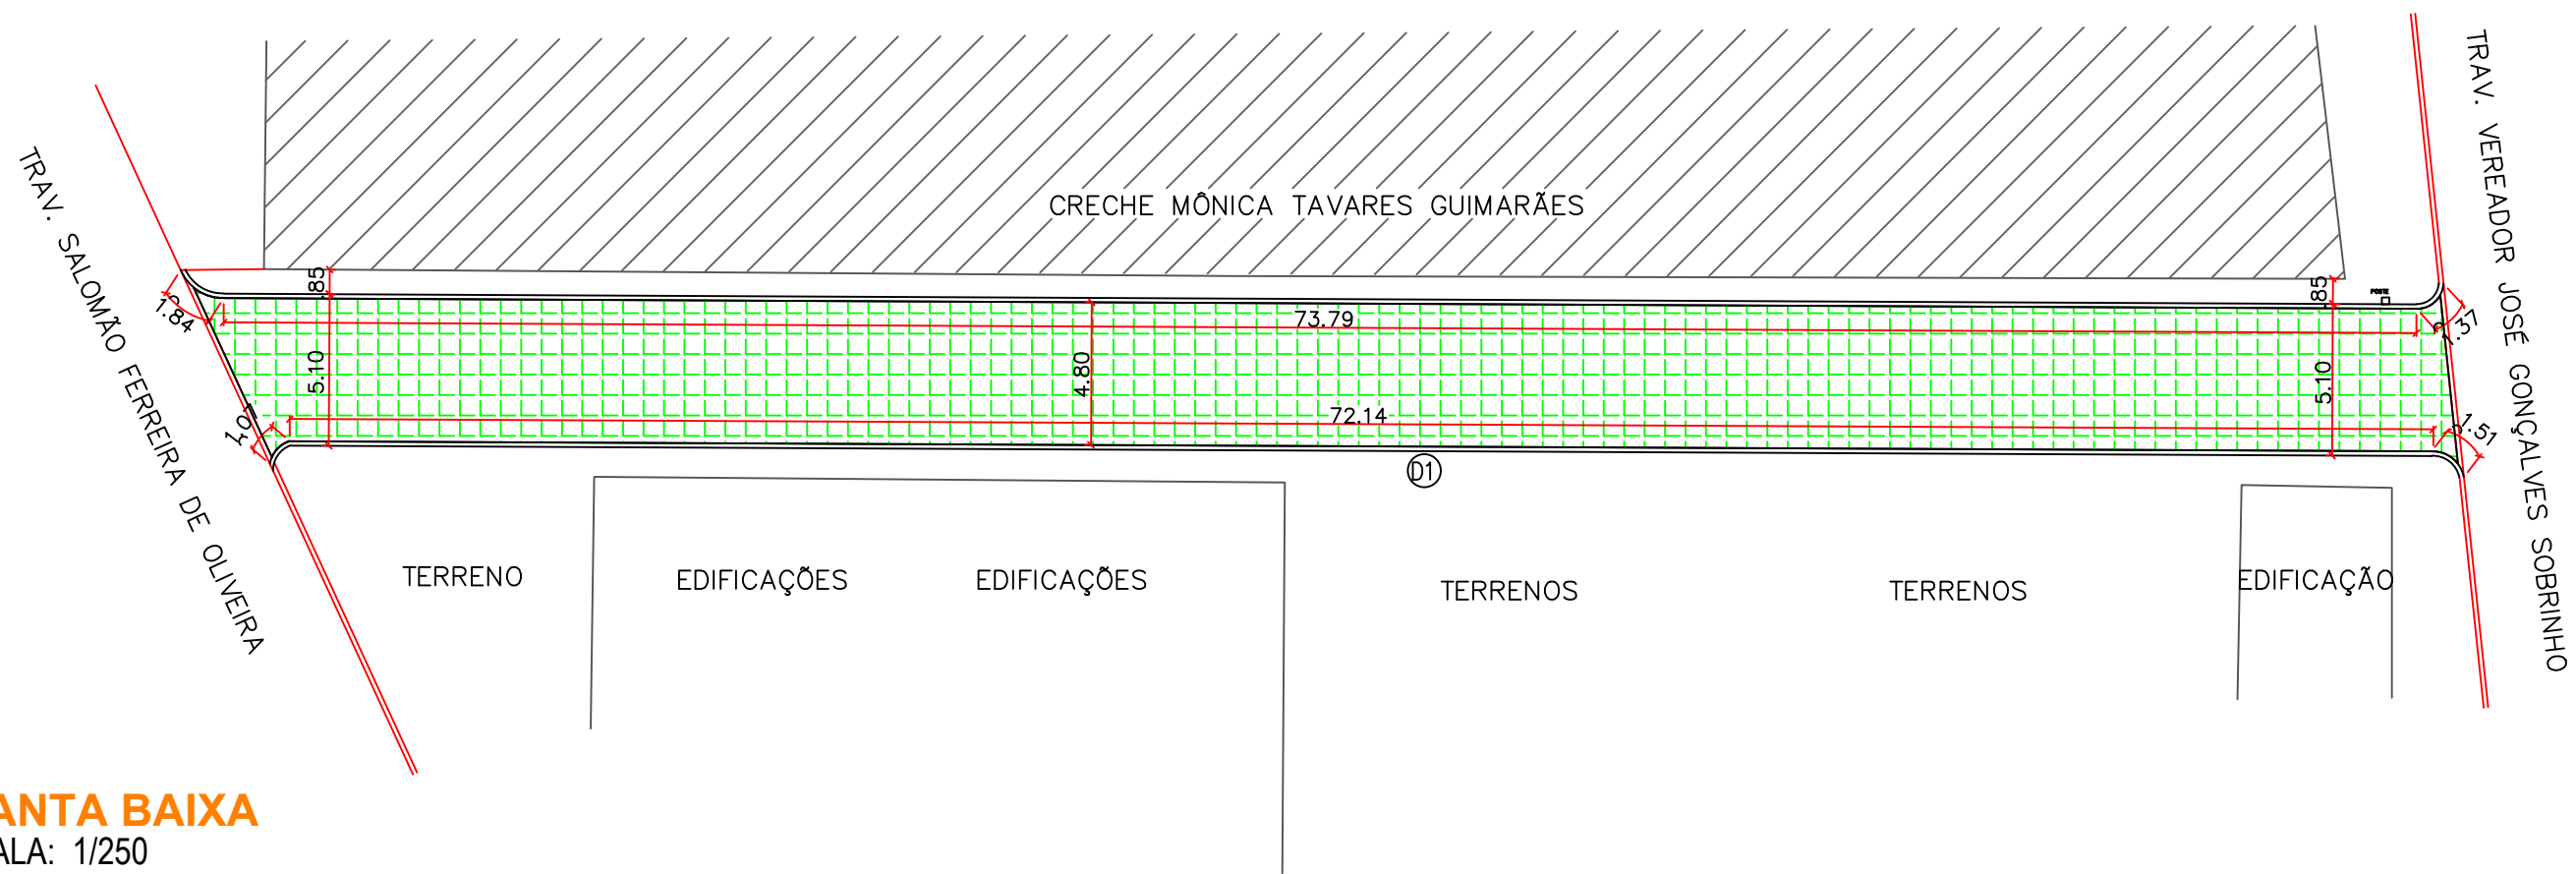 TRAV. SALOMÃO FERREIRA DE OLIVEIRA
TRAV. VEREADOR JOSÉ GONÇALVES SOBRINHO
CRECHE MÔNICA TAVARES GUIMARÃES
.85
.85
POSTE
1.84
73.79
1.37
5.10
4.80
5.10
72.14
1.51
D1
TERRENO
EDIFICAÇÕES
EDIFICAÇÕES
TERRENOS
TERRENOS
EDIFICAÇÃO
ANTA BAIXA
ALA: 1/250